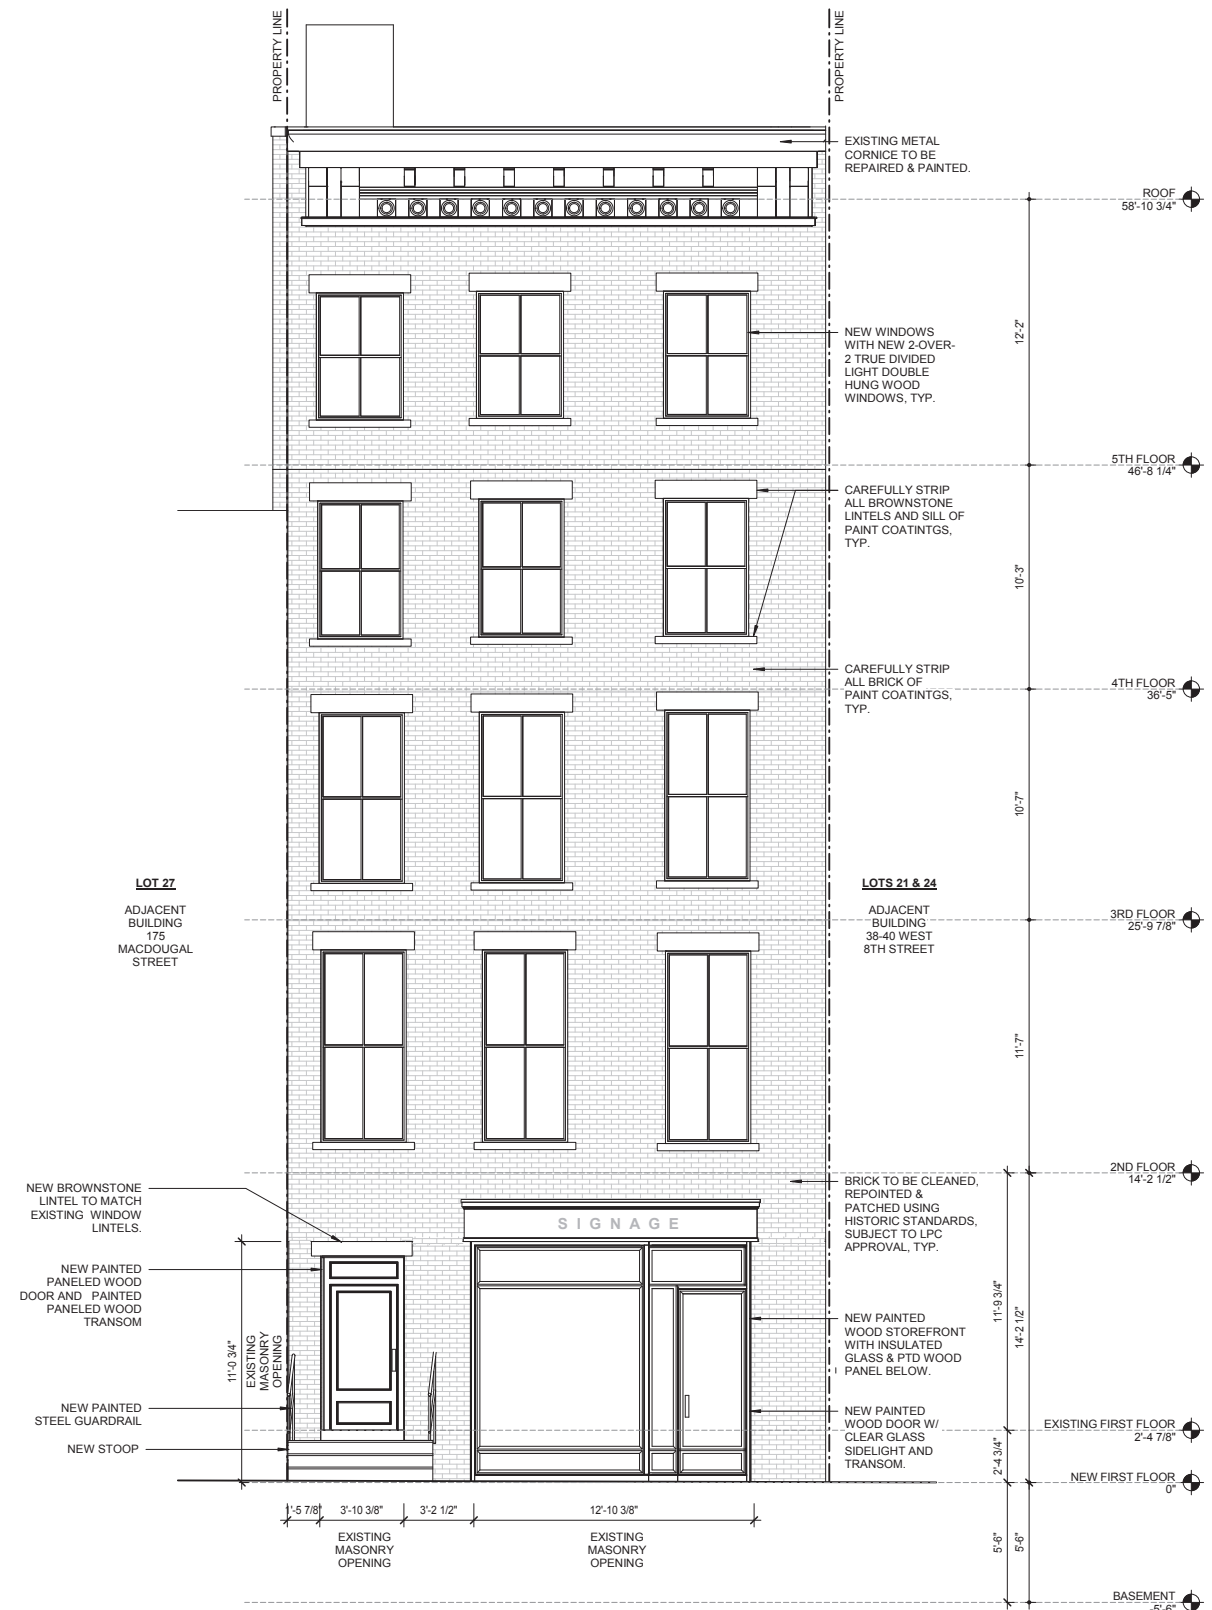 PROPERTY LINE
PROPERTY LINE
EXISTING METAL
CORNICE TO BE
REPAIRED & PAINTED.
ROOF
58'-10 3/4"
12'-2"
NEW WINDOWS
WITH NEW 2-OVER-
2 TRUE DIVIDED
LIGHT DOUBLE
HUNG WOOD
WINDOWS, TYP.
5TH FLOOR
46'-8 1/4"
CAREFULLY STRIP
ALL BROWNSTONE
LINTELS AND SILL OF
PAINT COATINTGS,
TYP.
10'-3"
CAREFULLY STRIP
ALL BRICK OF
PAINT COATINTGS,
TYP.
4TH FLOOR
36'-5"
10'-7"
LOT 27
ADJACENT
BUILDING
175
MACDOUGAL
STREET
LOTS 21 & 24
ADJACENT
BUILDING
38-40 WEST
8TH STREET
3RD FLOOR
25'-9 7/8"
11'-7"
2ND FLOOR
14'-2 1/2"
NEW BROWNSTONE
LINTEL TO MATCH
EXISTING WINDOW
LINTELS.
SIGNAGE
BRICK TO BE CLEANED,
REPOINTED &
PATCHED USING
HISTORIC STANDARDS,
SUBJECT TO LPC
APPROVAL, TYP.
NEW PAINTED
PANELED WOOD
DOOR AND PAINTED
PANELED WOOD
TRANSOM
11'-0 3/4"
EXISTING
MASONRY
OPENING
NEW PAINTED
WOOD STOREFRONT
WITH INSULATED
GLASS & PTD WOOD
PANEL BELOW.
11'-9 3/4"
14'-2 1/2"
NEW PAINTED
STEEL GUARDRAIL
NEW STOOP
NEW PAINTED
WOOD DOOR W/
CLEAR GLASS
SIDELIGHT AND
TRANSOM.
EXISTING FIRST FLOOR
2'-4 7/8"
2'-4 3/4"
NEW FIRST FLOOR
0"
1'-5 7/8"
3'-10 3/8"
3'-2 1/2"
12'-10 3/8"
EXISTING
MASONRY
OPENING
EXISTING
MASONRY
OPENING
5'-6"
5'-6"
BASEMENT
-5'-6"